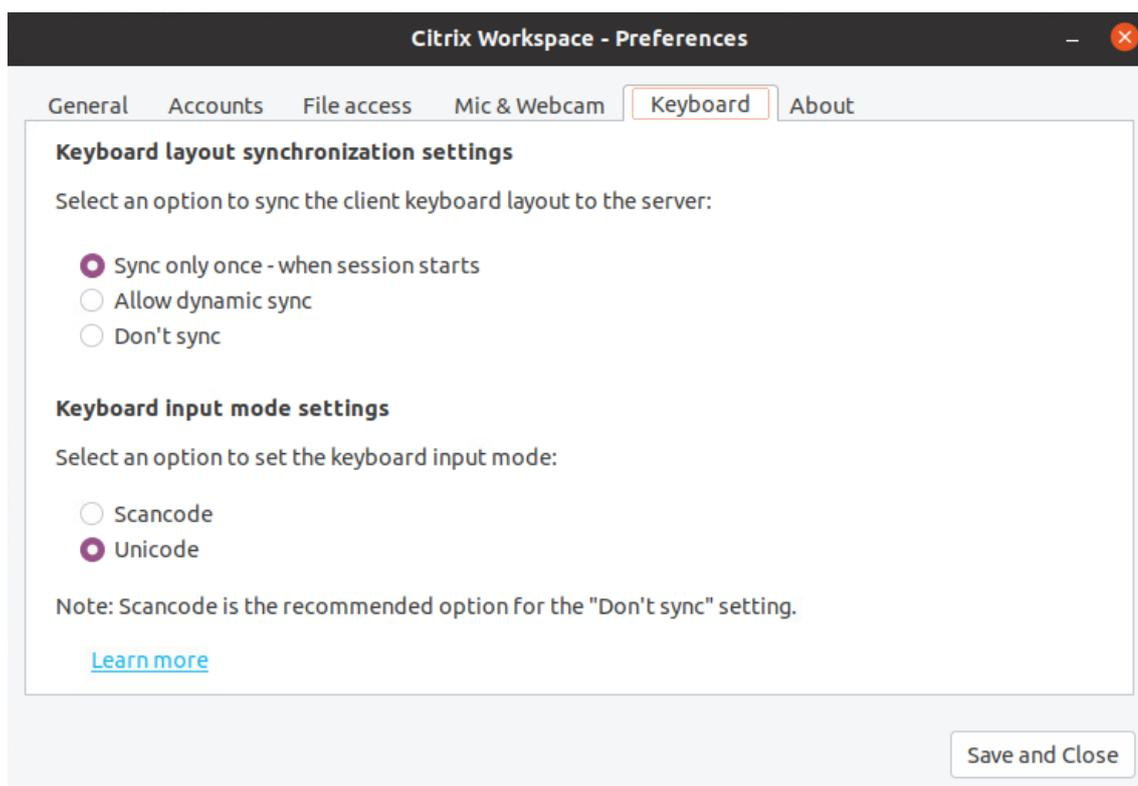 Citrix Workspace - Preferences
General Accounts File access Mic & Webcam Keyboard About
Keyboard layout synchronization settings
Select an option to sync the client keyboard layout to the server:
Sync only once - when session starts
Allow dynamic sync
Don't sync
Keyboard input mode settings
Select an option to set the keyboard input mode:
Scancode
Unicode
Note: Scancode is the recommended option for the "Don't sync" setting.
Learn more
Save and Close